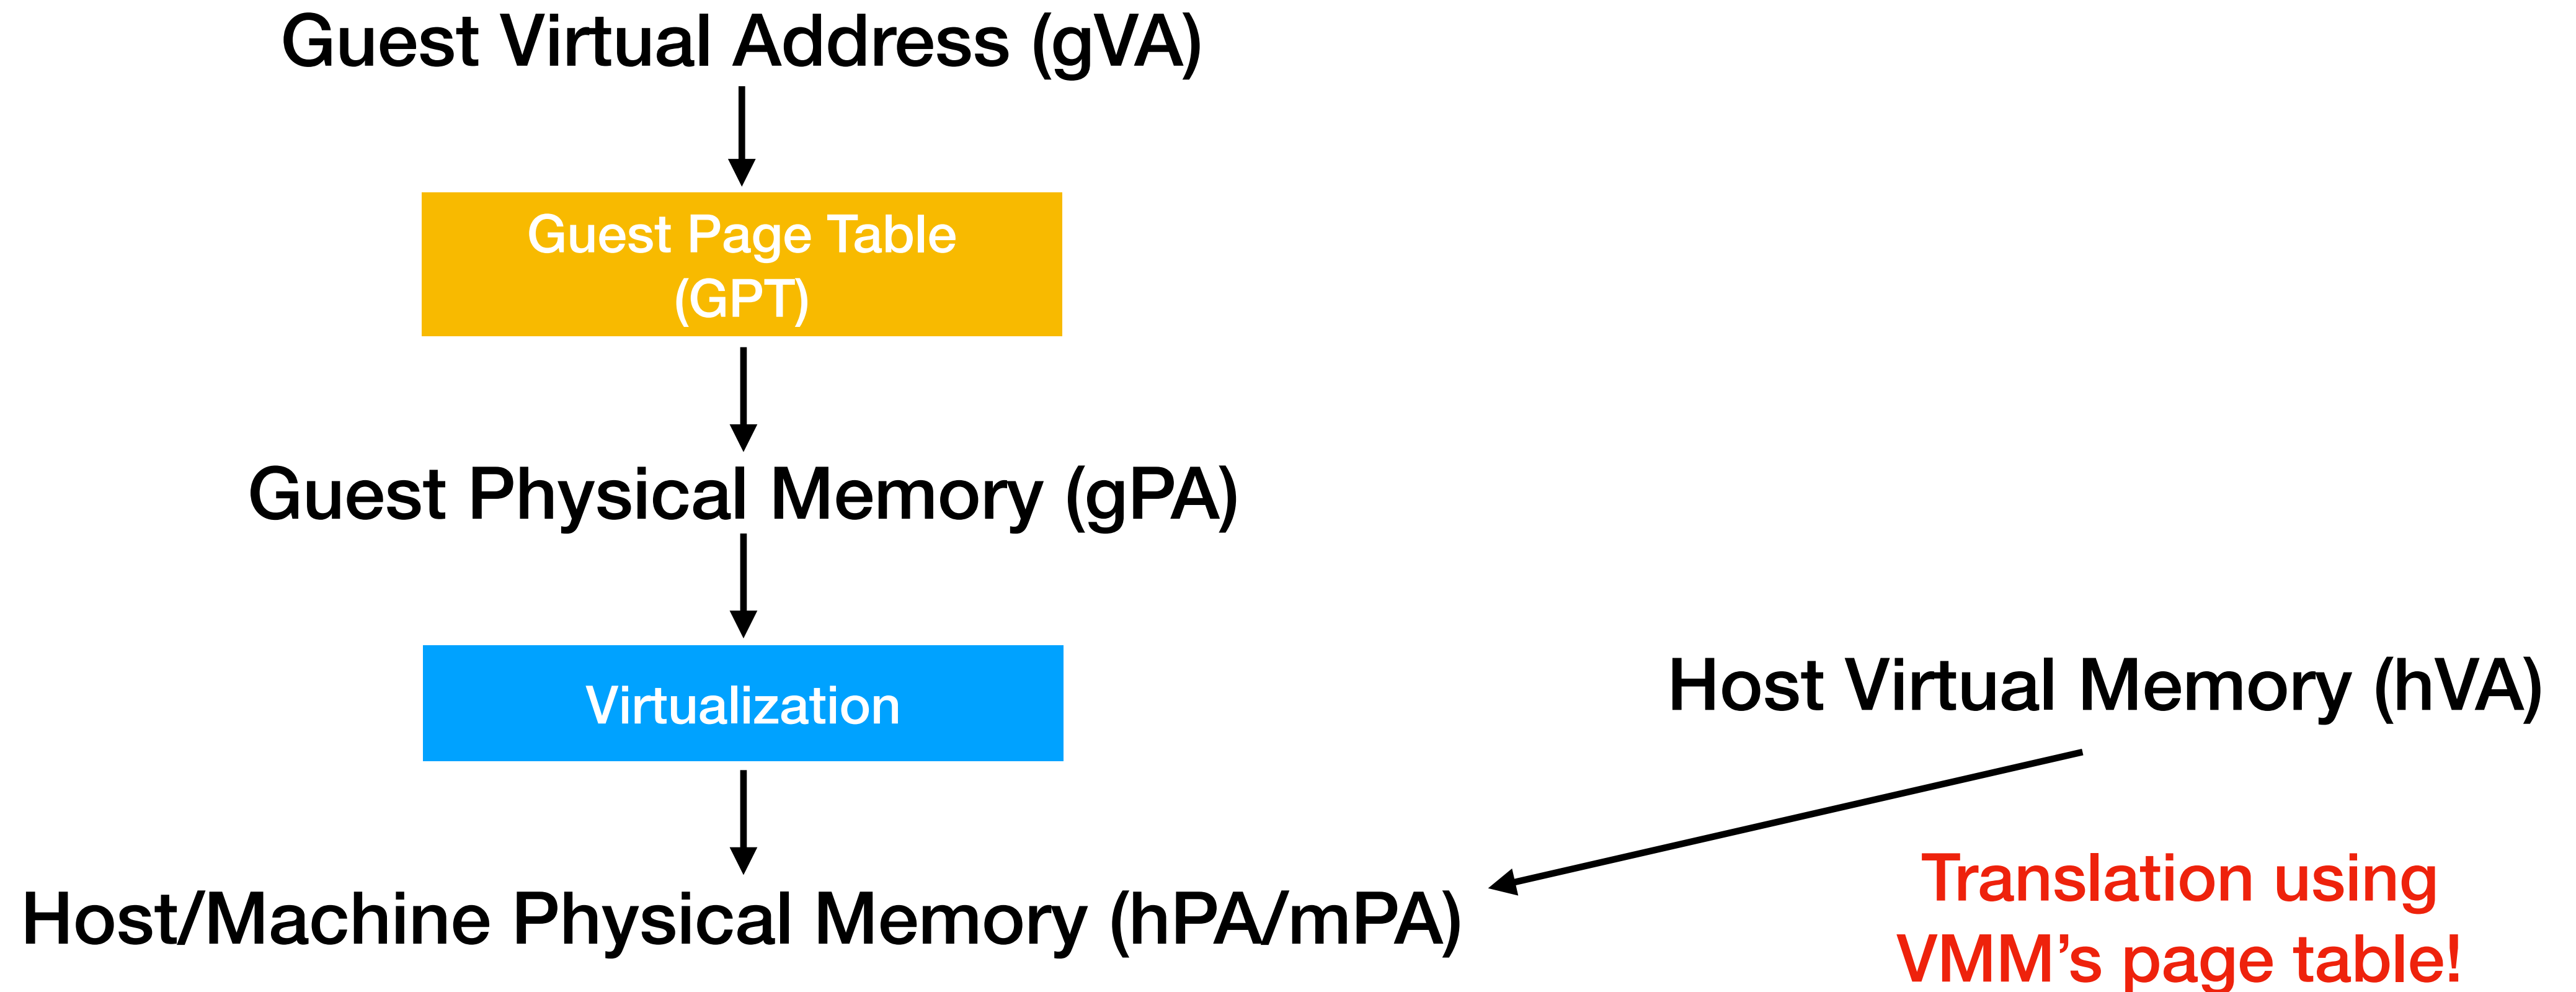 Guest Virtual Address (gVA)
Guest Page Table
(GPT)
Guest Physical Memory (gPA)
Virtualization
Host Virtual Memory (hVA)
Host/Machine Physical Memory (hPA/mPA)
Translation using
VMM’s page table!